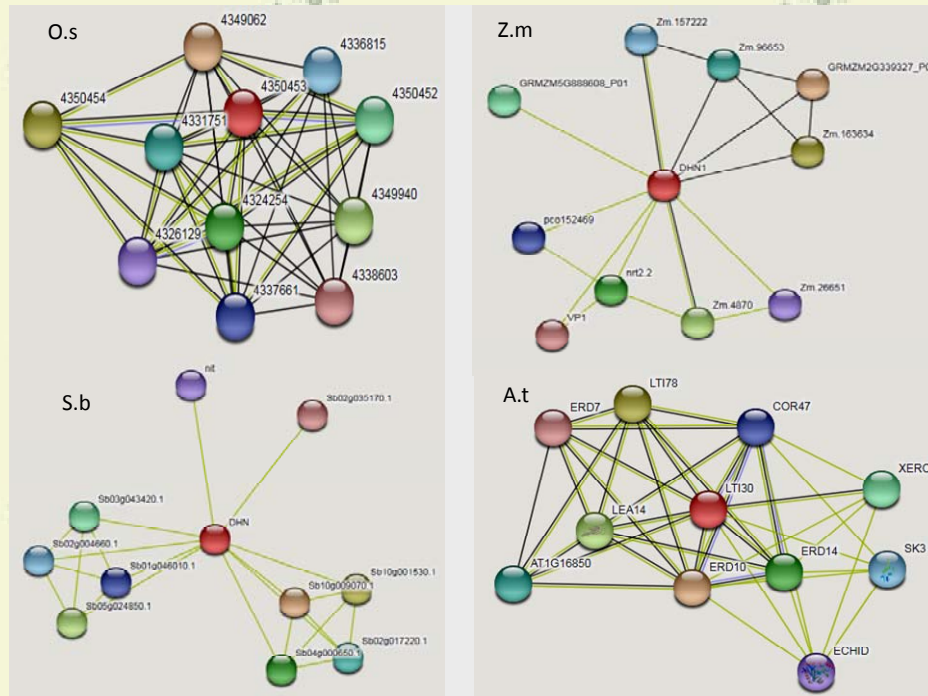 O.s
4349062
4336815
4350453
4350454
4350452
4331751
4324254
4349940
4326129
4338603
4337661
Z.m
Zm.157222
Zm.96653
GRMZM2G339327_P0
GRMZM5G888608_P01
Zm.163634
DHN1
pco152469
nrt2.2
Zm.26651
Zm.4870
VP1
S.b
nit
Sb02g035170.1
Sb03g043420.1
DHN
Sb02g004660.1
Sb01g046010.1
Sb10g001530.1
Sb10g009070.1
Sb05g024850.1
Sb02g017220.1
Sb04g000650.1
A.t
LTI78
ERD7
COR47
XERO
LTI30
LEA14
SK3
AT1G16850
ERD10
ERD14
ECHID